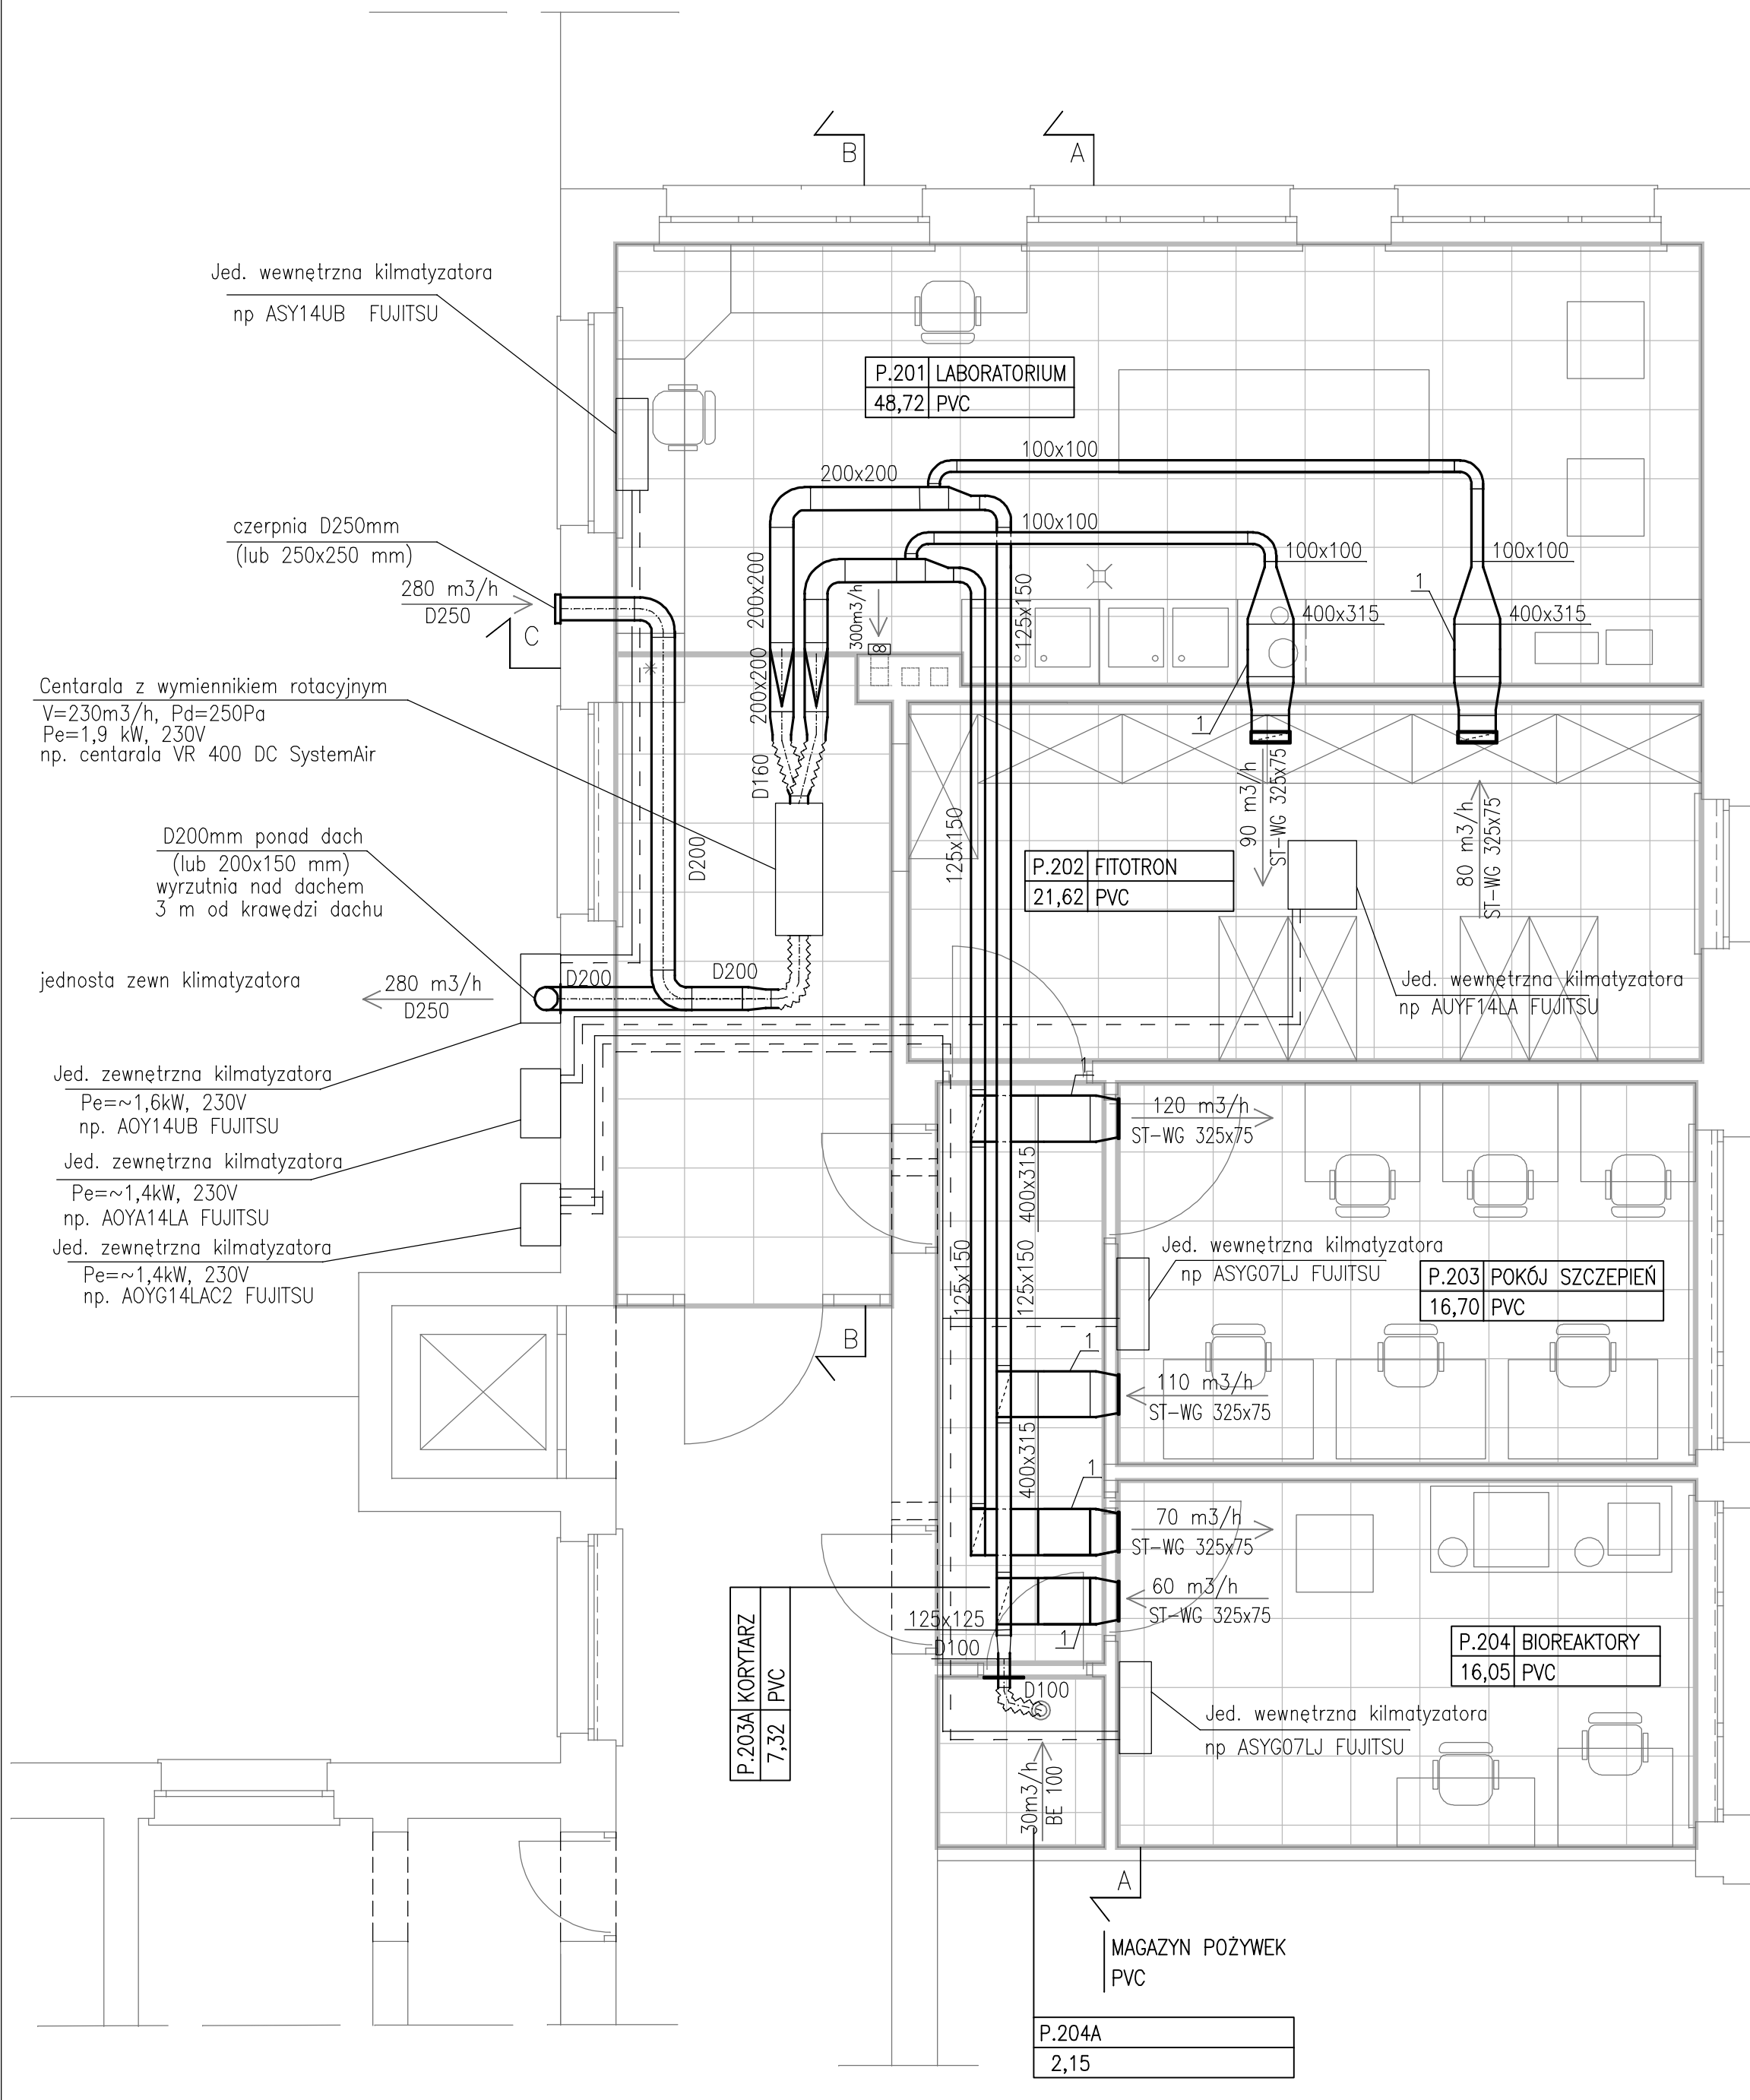 B
A
Jed. wewnętrzna kilmatyzatora
np ASY14UB FUJITSU
P.201 LABORATORIUM
48,72 PVC
100x100
200x200
czerpnia D250mm
(lub 250x250 mm)
280 m3/h
D250
C
100x100
100x100
100x100
200x200
300m3/h
125x150
1
400x315
400x315
Centarala z wymiennikiem rotacyjnym
V=230m3/h, Pd=250Pa
Pe=1,9 kW, 230V
np. centarala VR 400 DC SystemAir
200x200
1
D160
90 m3/h
ST-WG 325x75
80 m3/h
ST-WG 325x75
D200mm ponad dach
(lub 200x150 mm)
wyrzutnia nad dachem
3 m od krawędzi dachu
D200
125x150
P.202 FITOTRON
21,62 PVC
jednosta zewn klimatyzatora
280 m3/h
D250
D200
D200
Jed. wewnętrzna kilmatyzatora
np AUYF14LA FUJITSU
Jed. zewnętrzna kilmatyzatora
Pe=~1,6kW, 230V
np. AOY14UB FUJITSU
1
120 m3/h
ST-WG 325x75
Jed. zewnętrzna kilmatyzatora
Pe=~1,4kW, 230V
np. AOYA14LA FUJITSU
400x315
Jed. zewnętrzna kilmatyzatora
Pe=~1,4kW, 230V
np. AOYG14LAC2 FUJITSU
125x150
125x150
Jed. wewnętrzna kilmatyzatora
np ASYG07LJ FUJITSU
P.203 POKÓJ SZCZEPIEŃ
16,70 PVC
B
1
110 m3/h
ST-WG 325x75
400x315
1
70 m3/h
ST-WG 325x75
60 m3/h
ST-WG 325x75
125x125
1
D100
P.203A KORYTARZ
7,32 PVC
P.204 BIOREAKTORY
16,05 PVC
D100
Jed. wewnętrzna kilmatyzatora
np ASYG07LJ FUJITSU
30m3/h
BE 100
A
MAGAZYN POŻYWEK
PVC
P.204A
2,15